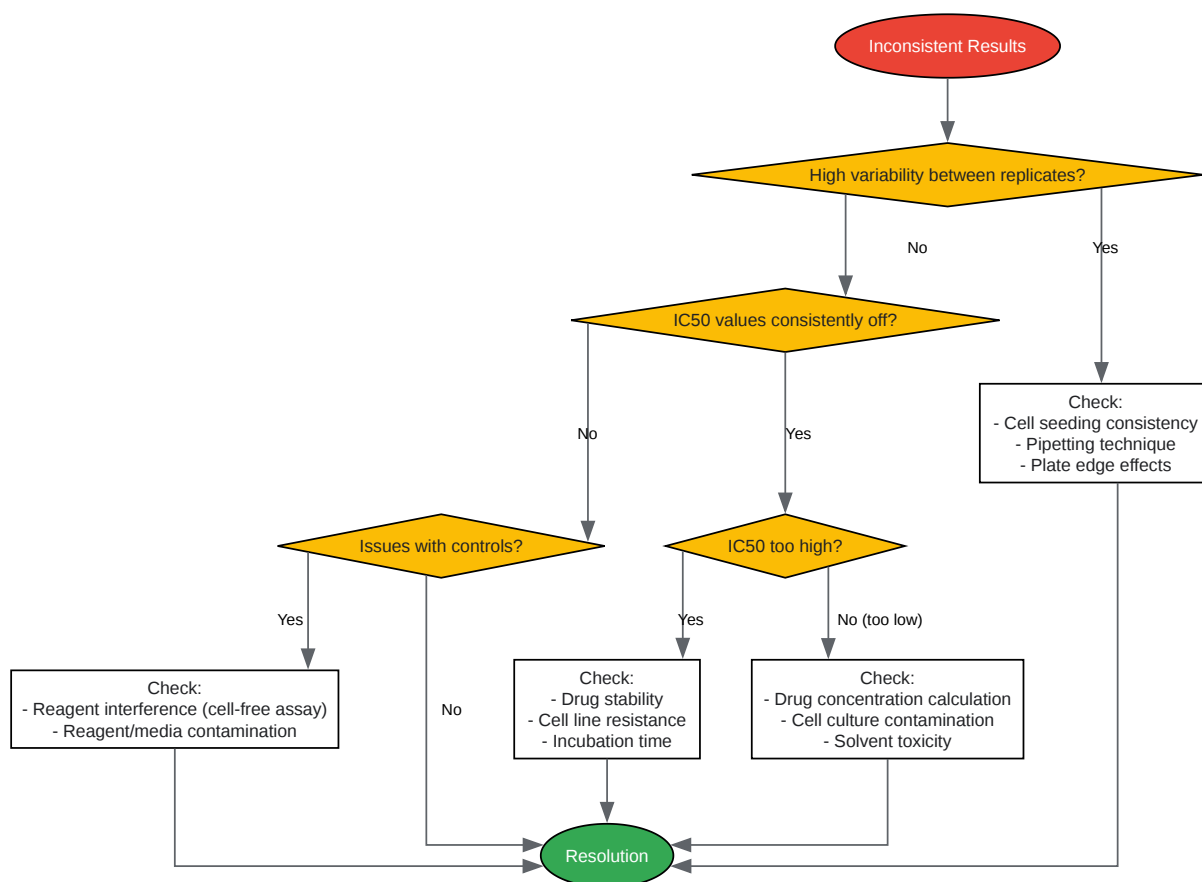 Inconsistent Results
High variability between replicates?
No
Yes
IC50 values consistently off?
Check:
- Cell seeding consistency
- Pipetting technique
- Plate edge effects
No
Yes
Issues with controls?
IC50 too high?
Yes
Yes
No (too low)
Check:
- Reagent interference (cell-free assay)
- Reagent/media contamination
No
Check:
- Drug stability
- Cell line resistance
- Incubation time
Check:
- Drug concentration calculation
- Cell culture contamination
- Solvent toxicity
Resolution